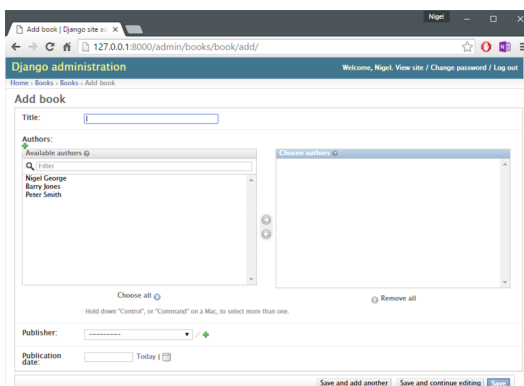 Nigel
Add book | Django site ad
127.0.0.1:8000/admin/books/book/add/
Django administration
Welcome, Nigel. View site / Change password / Log out
Home › Books › Books › Add book
Add book
Title:
Authors:
Available authors
Chosen authors
Filter
Nigel George
Barry Jones
Peter Smith
Choose all
Remove all
Hold down "Control", or "Command" on a Mac, to select more than one.
Publisher:
---------
Publication
date:
Today |
Save and add another
Save and continue editing
Save